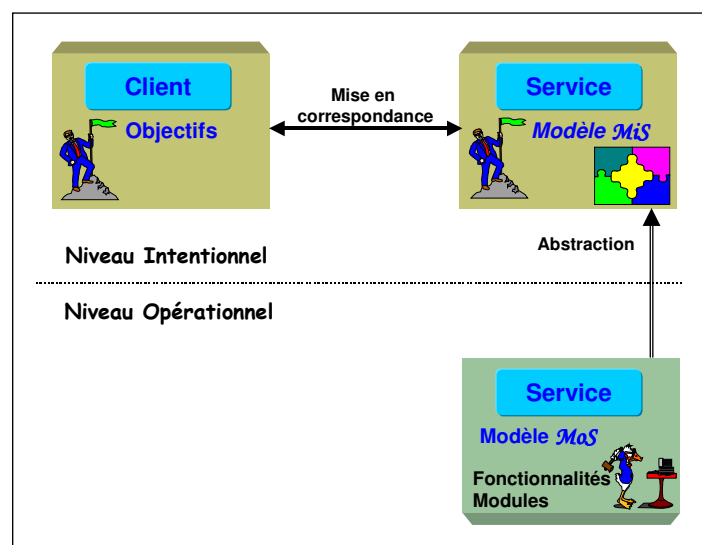 Client
Objectifs
Mise en
correspondance
Service
Modèle MiS
Abstraction
Niveau Intentionnel
Niveau Opérationnel
Service
Modèle MoS
Fonctionnalités
Modules